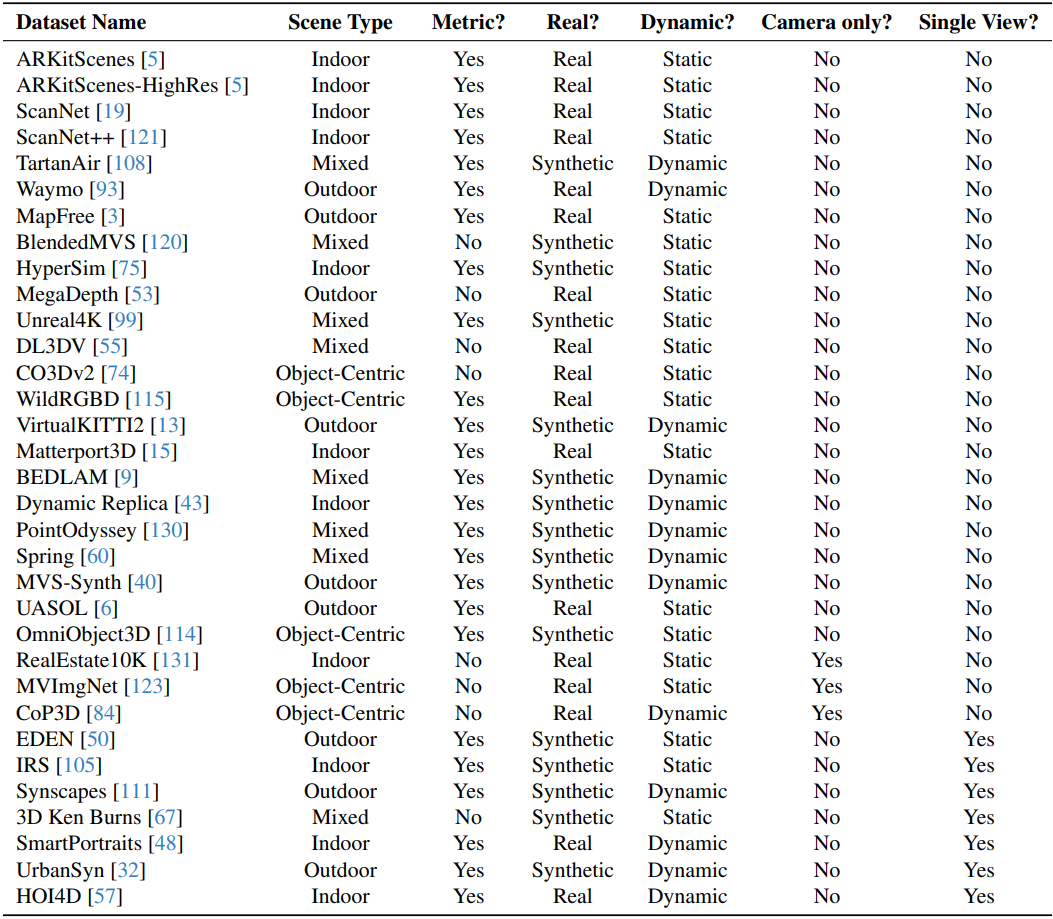 Dataset Name Scene Type Metric? Real? Dynamic? Camera only? Single View?
ARKitScenes [5] Indoor Yes Real Static No No
ARKitScenes-HighRes [5] Indoor Yes Real Static No No
ScanNet [19] Indoor Yes Real Static No No
ScanNet++ [121] Indoor Yes Real Static No No
TartanAir [108] Mixed Yes Synthetic Dynamic No No
Waymo [93] Outdoor Yes Real Dynamic No No
MapFree [3] Outdoor Yes Real Static No No
BlendedMVS [120] Mixed No Synthetic Static No No
HyperSim [75] Indoor Yes Synthetic Static No No
MegaDepth [53] Outdoor No Real Static No No
Unreal4K [99] Mixed Yes Synthetic Static No No
DL3DV [55] Mixed No Real Static No No
CO3Dv2 [74] Object-Centric No Real Static No No
WildRGBD [115] Object-Centric Yes Real Static No No
VirtualKITTI2 [13] Outdoor Yes Synthetic Dynamic No No
Matterport3D [15] Indoor Yes Real Static No No
BEDLAM [9] Mixed Yes Synthetic Dynamic No No
Dynamic Replica [43] Indoor Yes Synthetic Dynamic No No
PointOdyssey [130] Mixed Yes Synthetic Dynamic No No
Spring [60] Mixed Yes Synthetic Dynamic No No
MVS-Synth [40] Outdoor Yes Synthetic Dynamic No No
UASOL [6] Outdoor Yes Real Static No No
OmniObject3D [114] Object-Centric Yes Synthetic Static No No
RealEstate10K [131] Indoor No Real Static Yes No
MVImgNet [123] Object-Centric No Real Static Yes No
CoP3D [84] Object-Centric No Real Dynamic Yes No
EDEN [50] Outdoor Yes Synthetic Static No Yes
IRS [105] Indoor Yes Synthetic Static No Yes
Synscapes [111] Outdoor Yes Synthetic Dynamic No Yes
3D Ken Burns [67] Mixed No Synthetic Static No Yes
SmartPortraits [48] Indoor Yes Real Dynamic No Yes
UrbanSyn [32] Outdoor Yes Synthetic Dynamic No Yes
HOI4D [57] Indoor Yes Real Dynamic No Yes